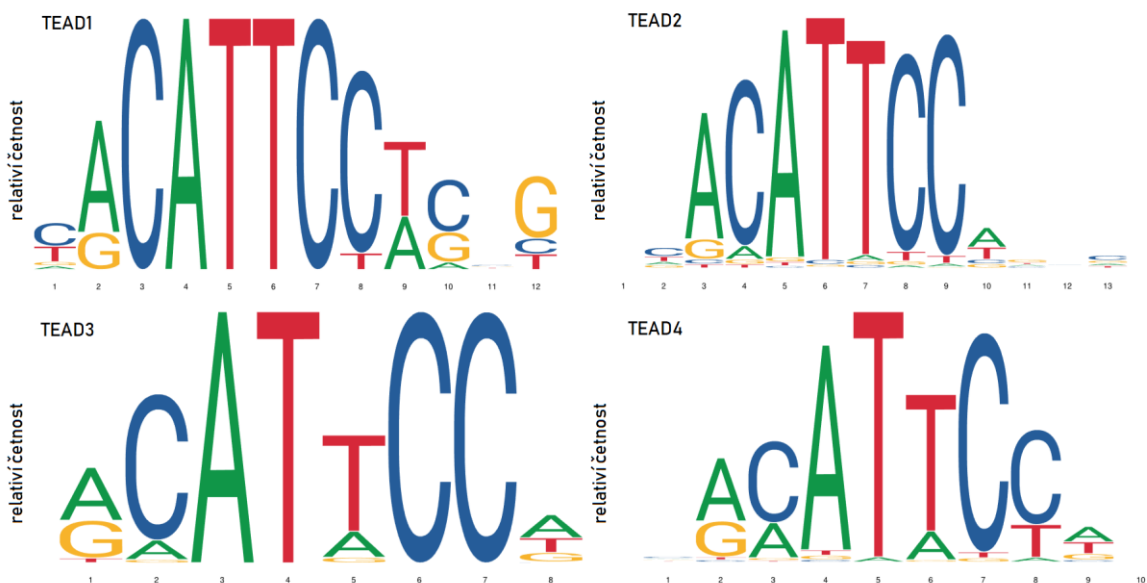 TEAD1
relativí četnost
1 2 3 4 5 6 7 8 9 10 11 12
TEAD2
relativí četnost
1 2 3 4 5 6 7 8 9 10 11 12 13
TEAD3
relativí četnost
1 2 3 4 5 6 7 8
TEAD4
relativí četnost
1 2 3 4 5 6 7 8 9 10